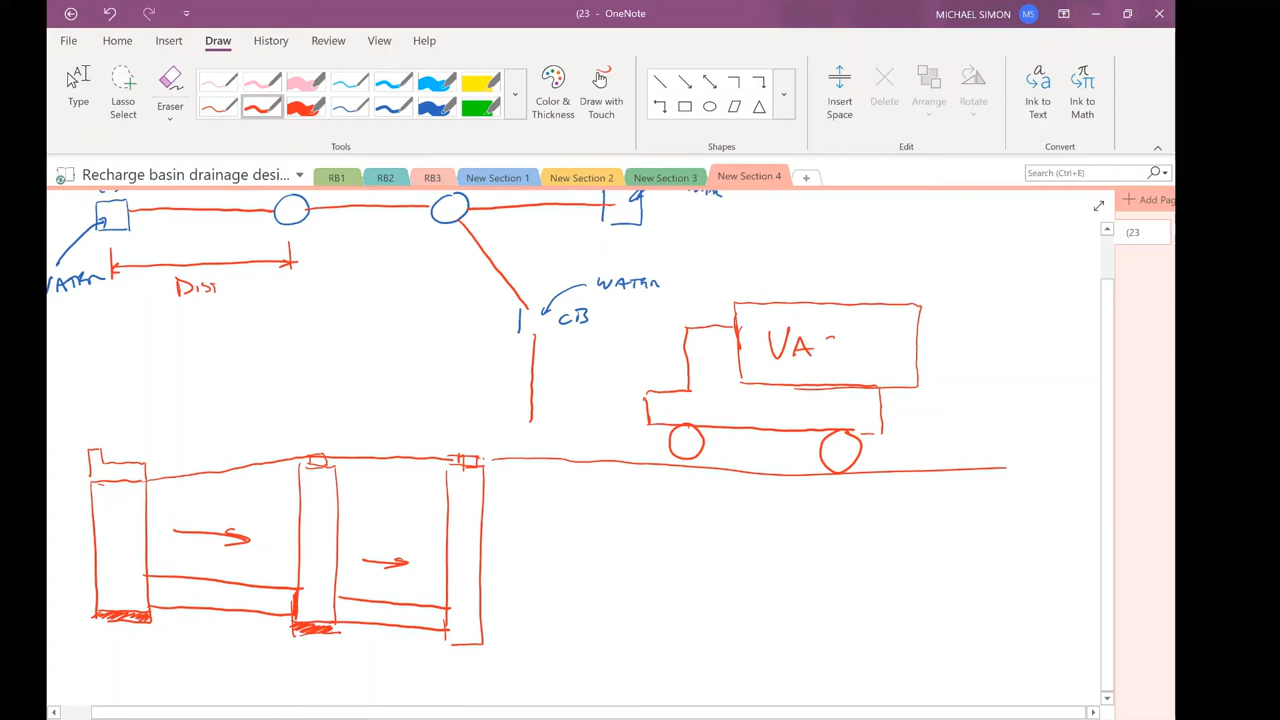 (23 - OneNote
MICHAEL SIMON MS
File Home Insert Draw History Review View Help
Type
Lasso Select
Eraser
Color & Thickness
Draw with Touch
Insert Space
Delete
Arrange
Rotate
Ink to Text
Ink to Math
Tools
Shapes
Edit
Convert
Recharge basin drainage desi...
RB1 RB2 RB3 New Section 1 New Section 2 New Section 3 New Section 4
Search (Ctrl+E)
Add Pag
(23
DIST
WATER
CB
VA